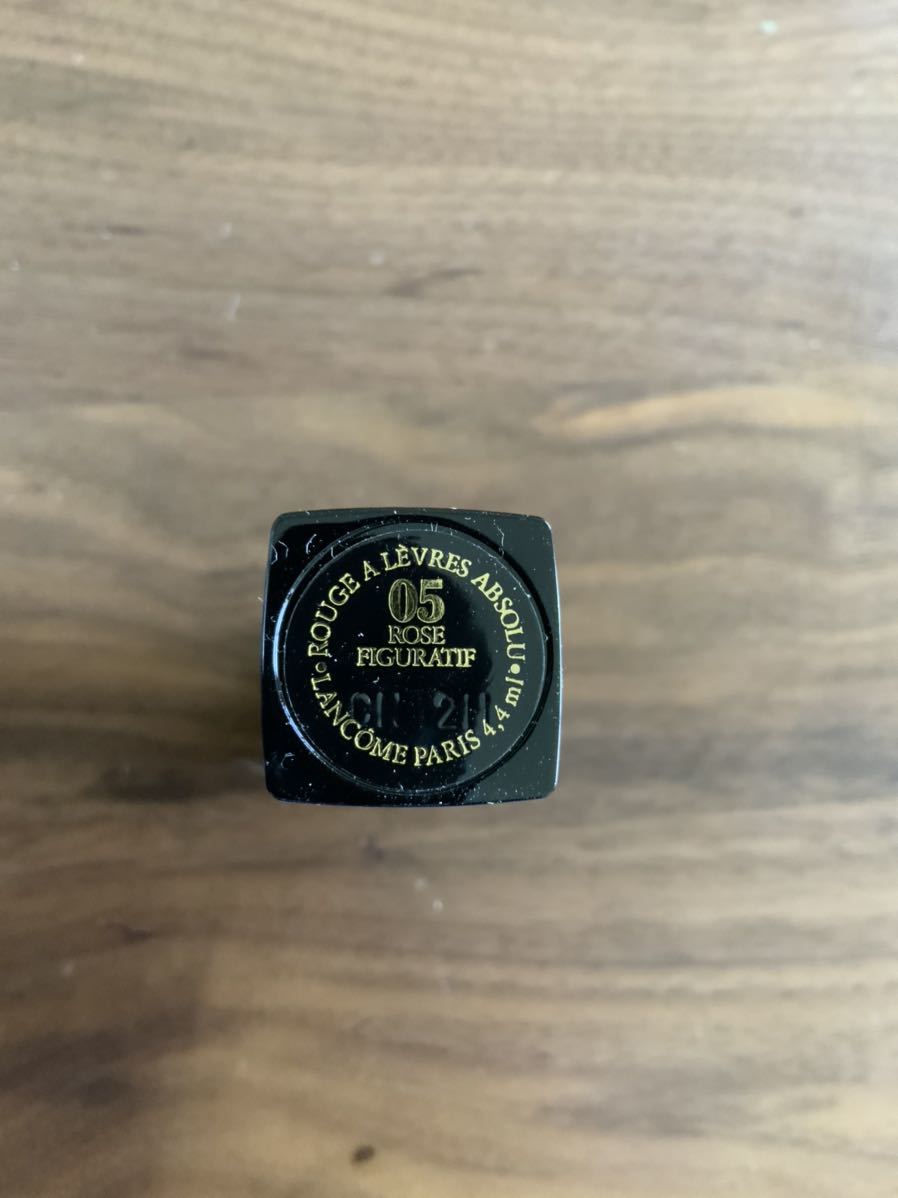 •ROUGE A LÈVRES ABSOLU•
05
ROSE
FIGURATIF
LANCÔME PARIS 4,4 ml